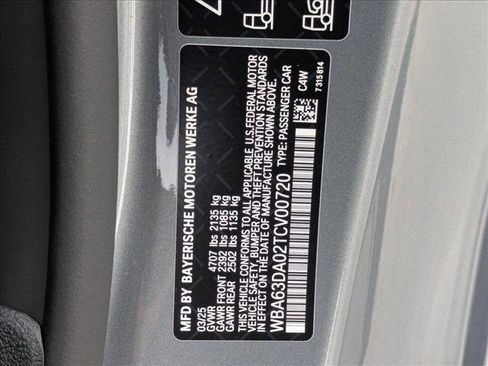 MFD BY BAYERISCHE MOTOREN WERKE AG
03/25
GVWR 4707 lbs 2135 kg
GAWR FRONT 2392 lbs 1085 kg
GAWR REAR 2502 lbs 1135 kg
THIS VEHICLE CONFORMS TO ALL APPLICABLE U.S. FEDERAL MOTOR
VEHICLE SAFETY, BUMPER AND THEFT PREVENTION STANDARDS
IN EFFECT ON THE DATE OF MANUFACTURE SHOWN ABOVE.
WBA63DA02TCV00720 TYPE: PASSENGER CAR
C4W
7315814